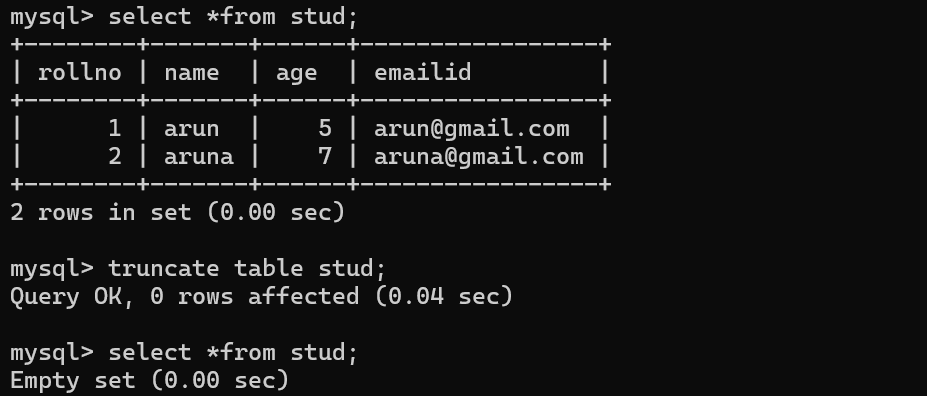 mysql> select *from stud;
+--------+-------+------+-----------------+
| rollno | name  | age  | emailid         |
+--------+-------+------+-----------------+
|      1 | arun  |    5 | arun@gmail.com  |
|      2 | aruna |    7 | aruna@gmail.com |
+--------+-------+------+-----------------+
2 rows in set (0.00 sec)
mysql> truncate table stud;
Query OK, 0 rows affected (0.04 sec)
mysql> select *from stud;
Empty set (0.00 sec)